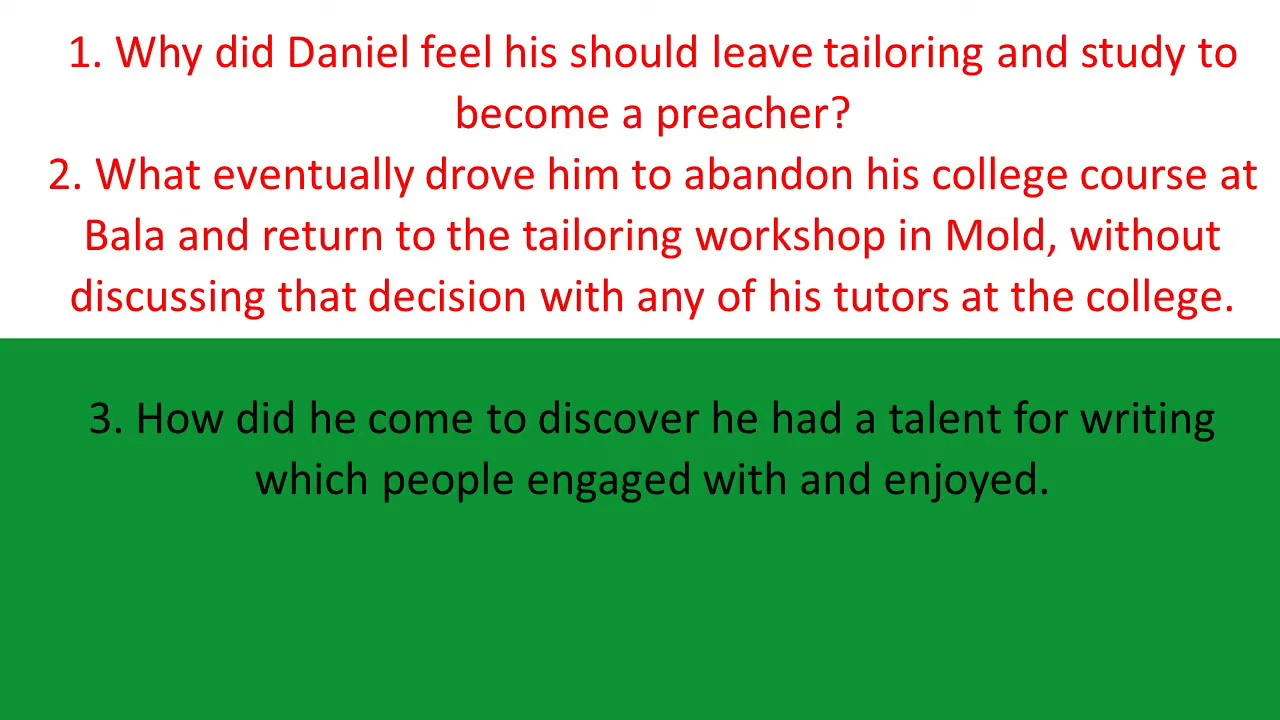 1. Why did Daniel feel his should leave tailoring and study to
become a preacher?
2. What eventually drove him to abandon his college course at
Bala and return to the tailoring workshop in Mold, without
discussing that decision with any of his tutors at the college.
3. How did he come to discover he had a talent for writing
which people engaged with and enjoyed.